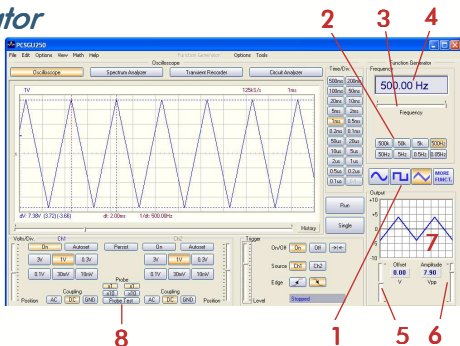 ator
2 3 4
PCSGU250
File Edit Options View Math Help Function Generator Options Tools
Oscilloscope Function Generator
Oscilloscope Spectrum Analyzer Transient Recorder Circuit Analyzer
Time/Div.
Frequency
500.00 Hz
Frequency
1V 125kS/s 1ms
500ms 200ms
100ms 50ms
20ms 10ms
5ms 2ms
1ms 0.5ms
0.2ms 0.1ms
50us 20us
10us 5us
2us 1us
0.5us 0.2us
0.1us
500k 50k 5k 500Hz
50Hz 5Hz 0.5Hz 0.05Hz
MORE
FUNCT.
dV: 7.38V (3.72)(-3.66) dt: 2.00ms 1/dt: 500.00Hz
History
Run
Single
Output
+10
+5
0
-5
-10
7
Offset Amplitude
0.00 7.90
V Vpp
Volts/Div. Ch1 Ch2
On Autoset Persist On Autoset
3V 1V 0.3V 3V 1V 0.3V
0.1V 30mV 10mV 0.1V 30mV 10mV
Probe
x1 x1
x10 x10
Coupling Coupling
Position AC DC GND Probe Test AC DC GND Position
Trigger
On/Off On Off
Source Ch1 Ch2
Edge
Level Stopped
8 1 5 6